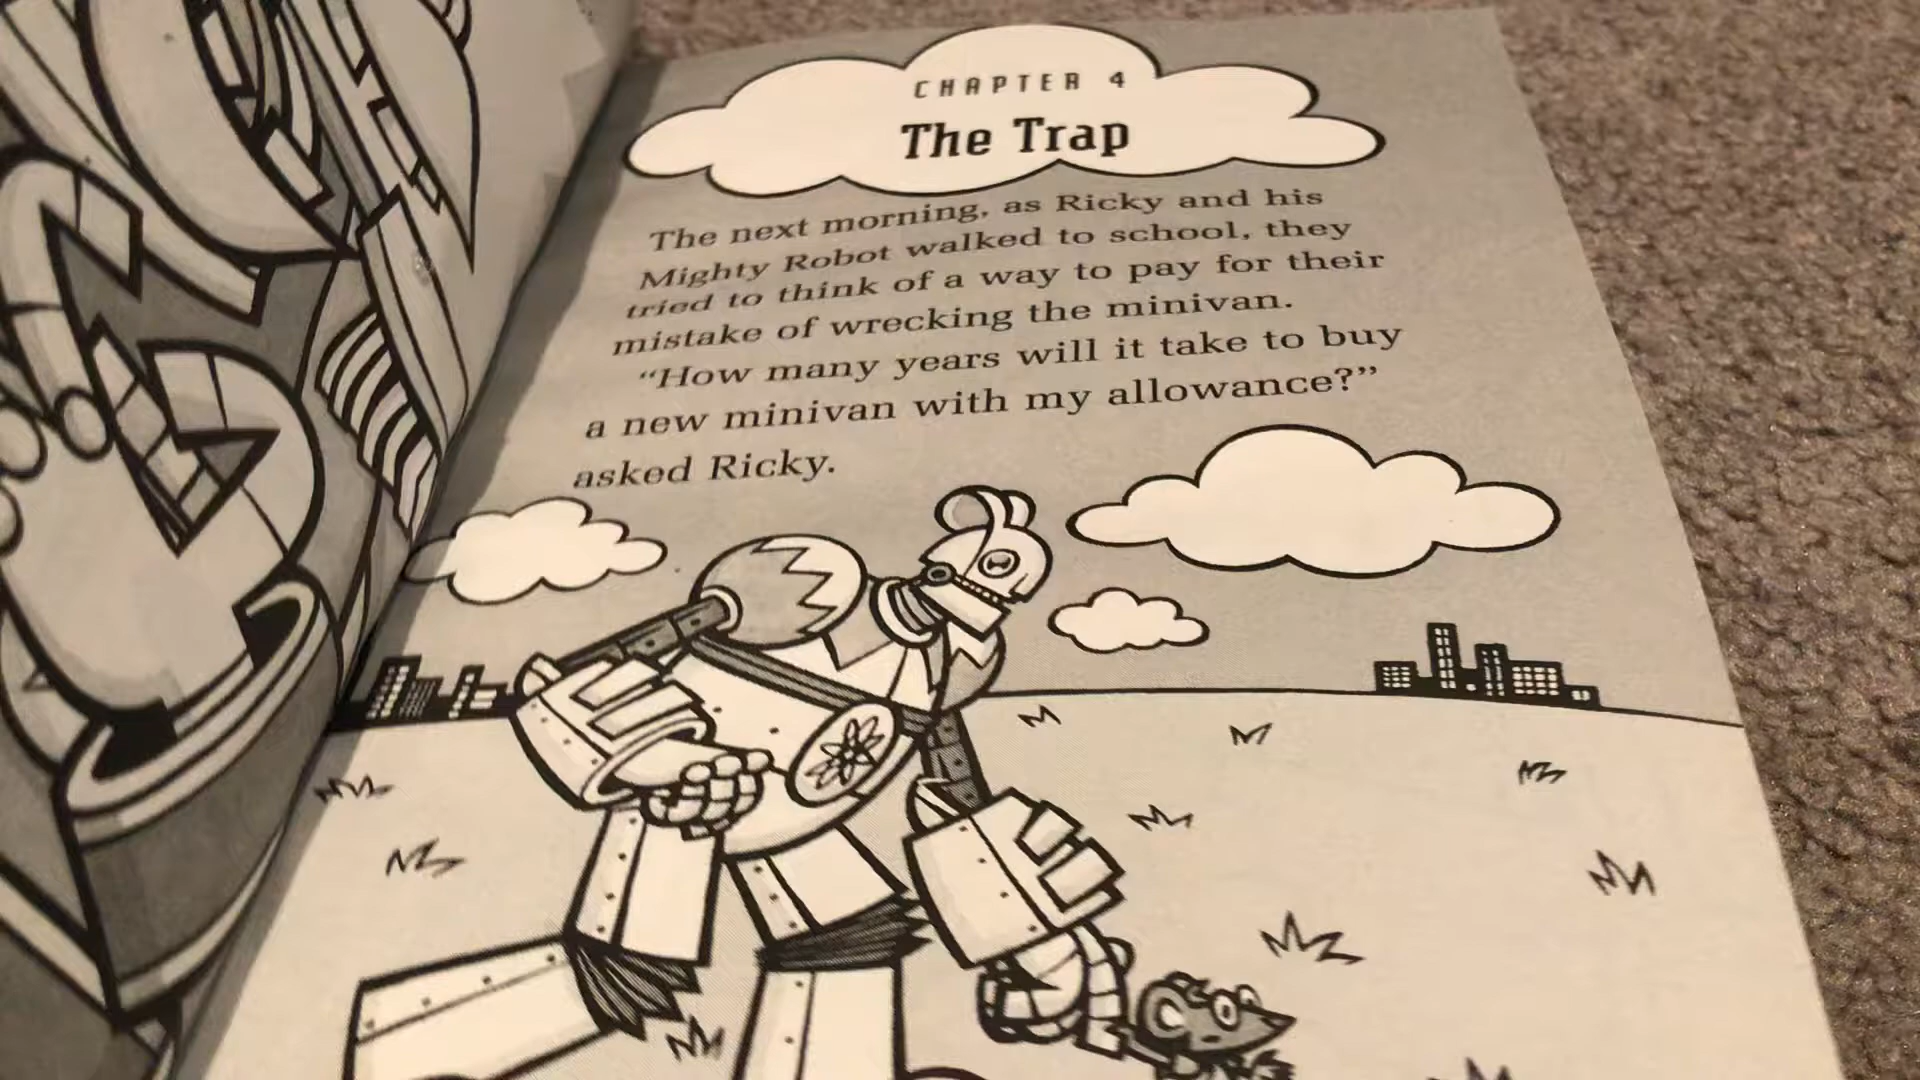 CHAPTER 4
The Trap
The next morning, as Ricky and his
Mighty Robot walked to school, they
tried to think of a way to pay for their
mistake of wrecking the minivan.
“How many years will it take to buy
a new minivan with my allowance?”
asked Ricky.